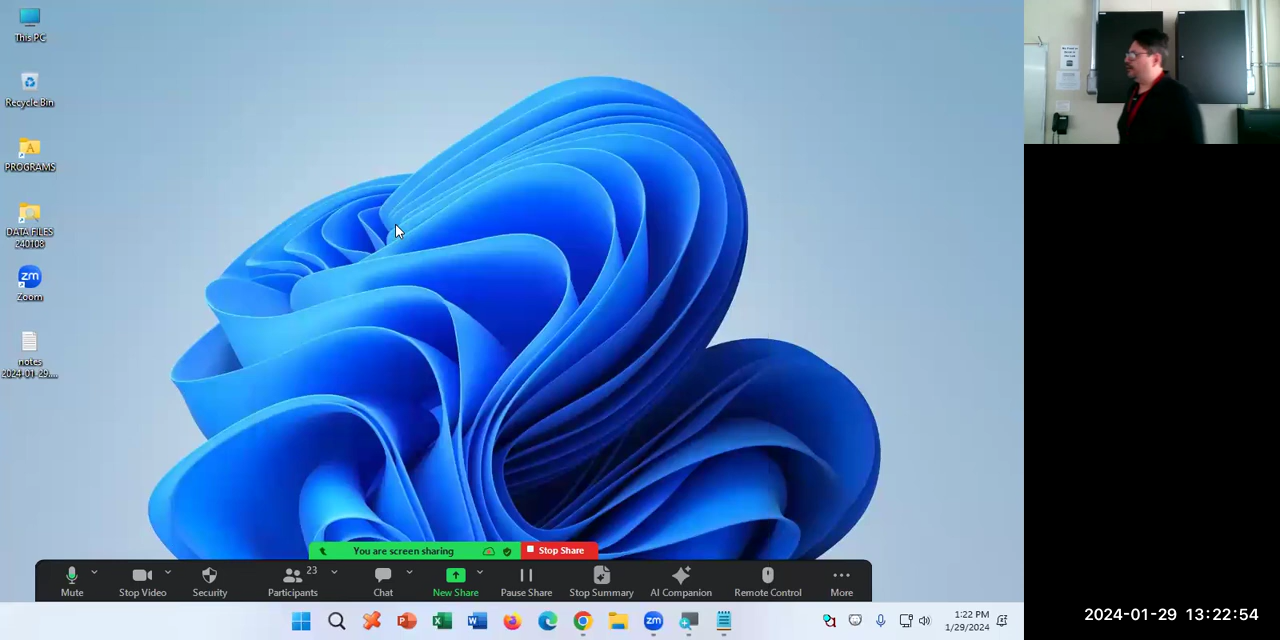 This PC
Recycle Bin
PROGRAMS
DATA FILES
240108
zm
Zoom
notes
2024-01-29....
You are screen sharing
Stop Share
Mute
Stop Video
Security
23
Participants
Chat
New Share
Pause Share
Stop Summary
AI Companion
Remote Control
More
zm
1:22 PM
1/29/2024
2024-01-29 13:22:54